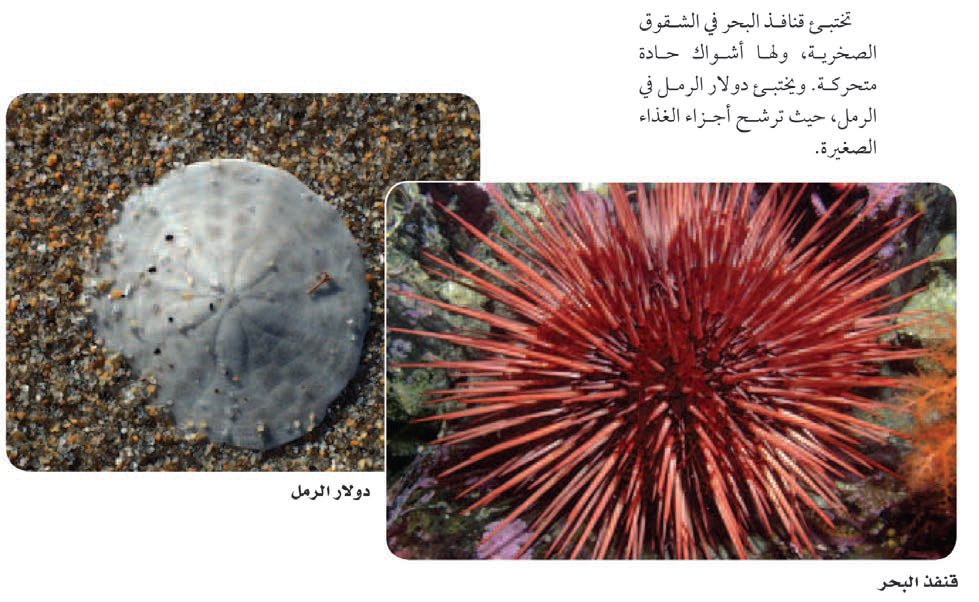 تختبئ قنافذ البحر في الشقوق
الصخرية، ولها أشواك حادة
متحركة. ويختبئ دولار الرمل في
الرمل، حيث ترشح أجزاء الغذاء
الصغيرة.
دولار الرمل
قنفذ البحر